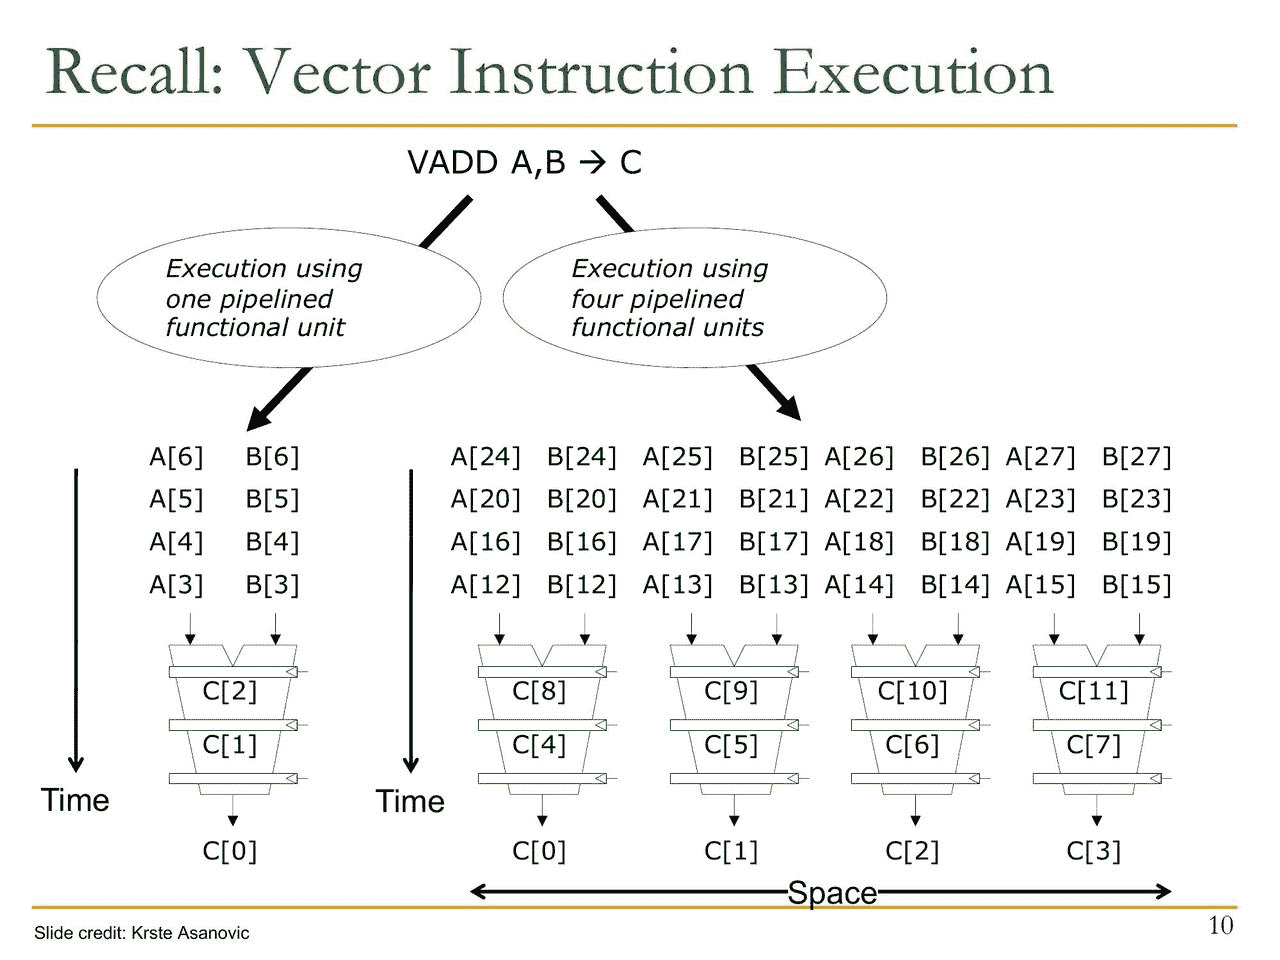 Recall: Vector Instruction Execution
VADD A,B → C
Execution using
one pipelined
functional unit
Execution using
four pipelined
functional units
A[6] B[6] A[24] B[24] A[25] B[25] A[26] B[26] A[27] B[27]
A[5] B[5] A[20] B[20] A[21] B[21] A[22] B[22] A[23] B[23]
A[4] B[4] A[16] B[16] A[17] B[17] A[18] B[18] A[19] B[19]
A[3] B[3] A[12] B[12] A[13] B[13] A[14] B[14] A[15] B[15]
C[2] C[8] C[9] C[10] C[11]
C[1] C[4] C[5] C[6] C[7]
Time Time
C[0] C[0] C[1] C[2] C[3]
Space
Slide credit: Krste Asanovic
10